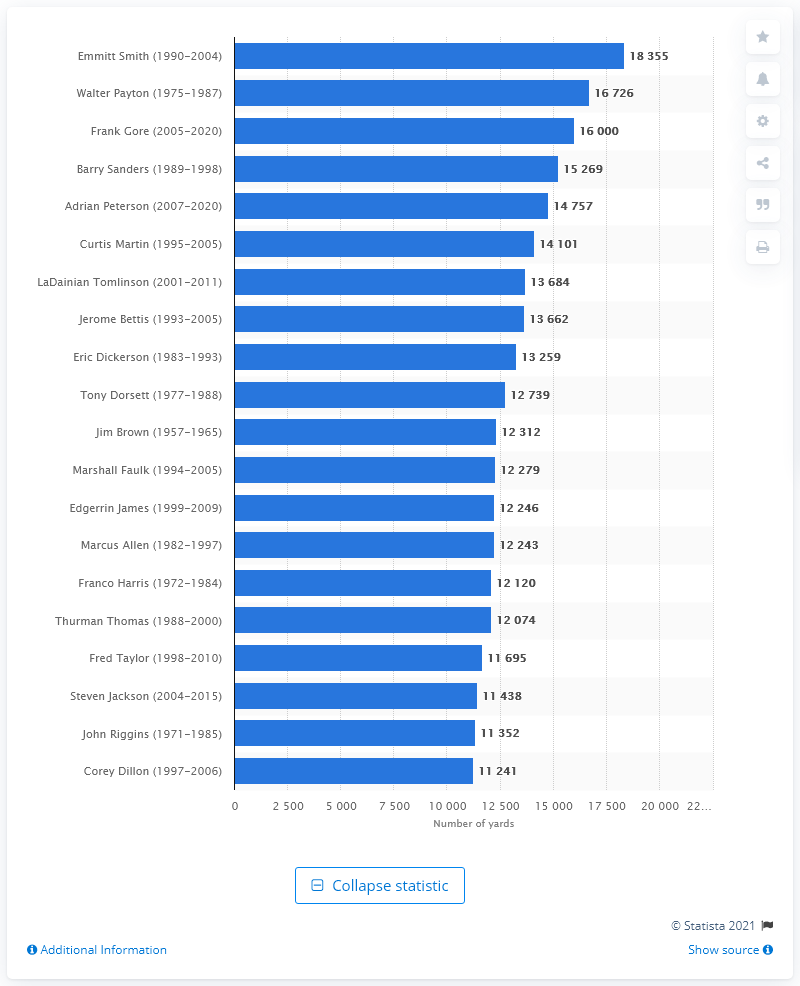 Emmitt Smith (1990-2004) 18 355
Walter Payton (1975-1987) 16 726
Frank Gore (2005-2020) 16 000
Barry Sanders (1989-1998) 15 269
Adrian Peterson (2007-2020) 14 757
Curtis Martin (1995-2005) 14 101
LaDainian Tomlinson (2001-2011) 13 684
Jerome Bettis (1993-2005) 13 662
Eric Dickerson (1983-1993) 13 259
Tony Dorsett (1977-1988) 12 739
Jim Brown (1957-1965) 12 312
Marshall Faulk (1994-2005) 12 279
Edgerrin James (1999-2009) 12 246
Marcus Allen (1982-1997) 12 243
Franco Harris (1972-1984) 12 120
Thurman Thomas (1988-2000) 12 074
Fred Taylor (1998-2010) 11 695
Steven Jackson (2004-2015) 11 438
John Riggins (1971-1985) 11 352
Corey Dillon (1997-2006) 11 241
0 2 500 5 000 7 500 10 000 12 500 15 000 17 500 20 000 22...
Number of yards
Collapse statistic
© Statista 2021
Additional Information Show source